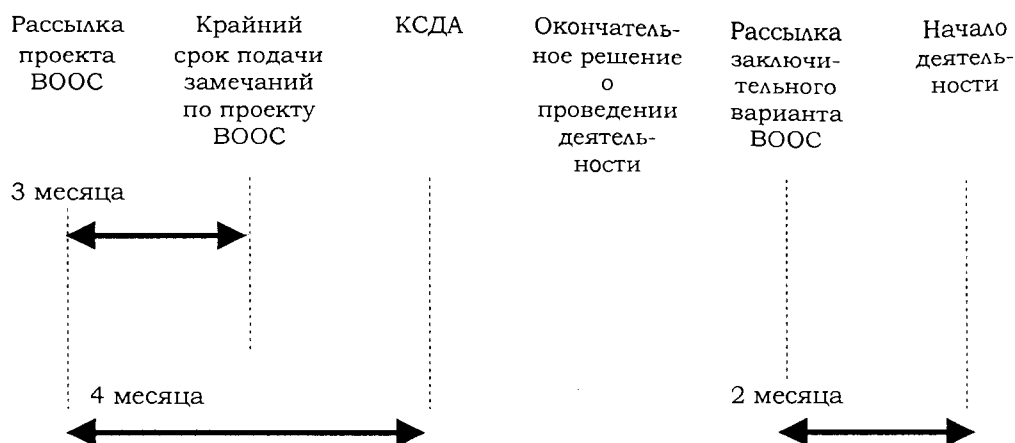 Рассылка
проекта
ВООС
Крайний
срок подачи
замечаний
по проекту
ВООС
КСДА
Окончатель-
ное решение
о
проведении
деятель-
ности
Рассылка
заключи-
тельного
варианта
ВООС
Начало
деятель-
ности
3 месяца
4 месяца
2 месяца